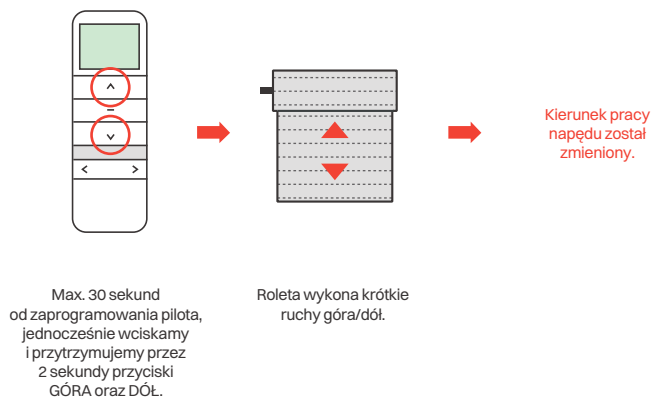 Kierunek pracy
napędu został
zmieniony.
Max. 30 sekund
od zaprogramowania pilota,
jednocześnie wciskamy
i przytrzymujemy przez
2 sekundy przyciski
GÓRA oraz DÓŁ.
Roleta wykona krótkie
ruchy góra/dół.